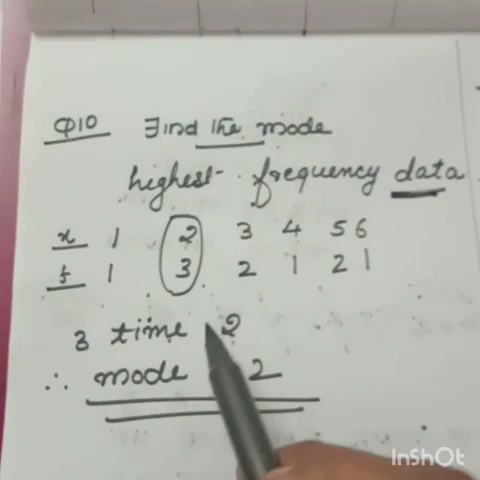 Q10 Find the mode
highest frequency data
x 1 2 3 4 5 6
f 1 3 2 1 2 1
3 time 2
∴ mode 2
InShOt